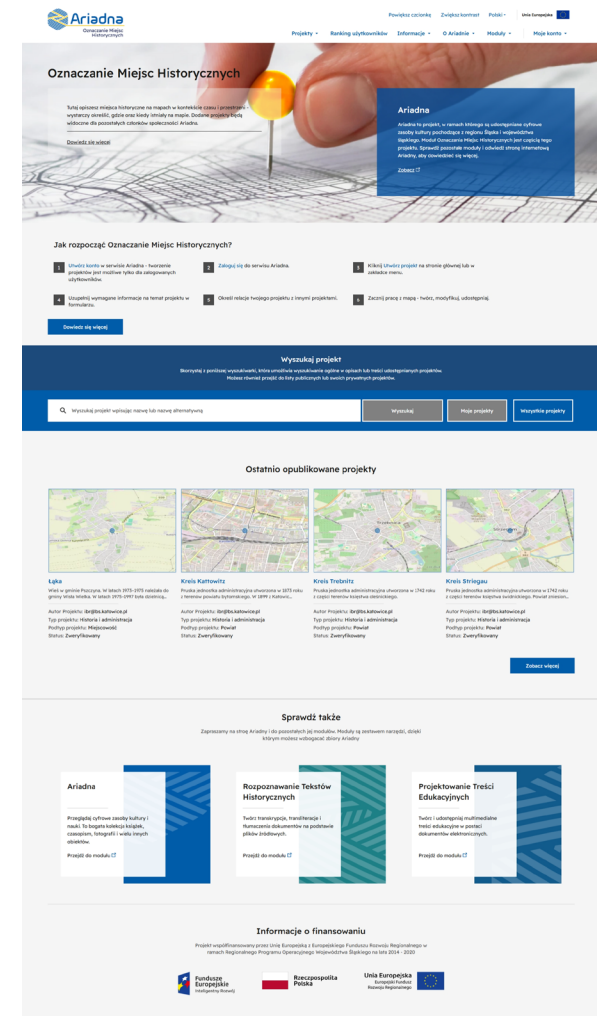 Powiększ czcionkę Zwiększ kontrast Polski Unia Europejska
Ariadna
Oznaczanie Miejsc
Historycznych
Projekty Ranking użytkowników Informacje O Ariadnie Moduły Moje konto
Oznaczanie Miejsc Historycznych
Tutaj opiszesz miejsca historyczne na mapach w kontekście czasu i przestrzeni -
wystarczy określić, gdzie oraz kiedy istniały na mapie. Dodane projekty będą
widoczne dla pozostałych członków społeczności Ariadna.
Dowiedz się więcej
Ariadna
Ariadna to projekt, w ramach którego są udostępniane cyfrowe
zasoby kultury pochodzące z regionu Śląska i województwa
śląskiego. Moduł Oznaczanie Miejsc Historycznych jest częścią tego
projektu. Sprawdź pozostałe moduły i odwiedź stronę internetową
Ariadny, aby dowiedzieć się więcej.
Zobacz
Jak rozpocząć Oznaczanie Miejsc Historycznych?
1 Utwórz konto w serwisie Ariadna - tworzenie
projektów jest możliwe tylko dla zalogowanych
użytkowników.
2 Zaloguj się do serwisu Ariadna.
3 Kliknij Utwórz projekt na stronie głównej lub w
zakładce menu.
4 Uzupełnij wymagane informacje na temat projektu w
formularzu.
5 Określ relacje twojego projektu z innymi projektami.
6 Zacznij pracę z mapą - twórz, modyfikuj, udostępniaj.
Dowiedz się więcej
Wyszukaj projekt
Skorzystaj z poniższej wyszukiwarki, która umożliwia wyszukiwanie ogólne w opisach lub treści udostępnianych projektów.
Możesz również przejść do listy publicznych lub swoich prywatnych projektów.
Wyszukaj projekt wpisując nazwę lub nazwę alternatywną
Wyszukaj
Moje projekty
Wszystkie projekty
Ostatnio opublikowane projekty
Łąka
Wieś w gminie Pszczyna. W latach 1973-1975 należała do
gminy Wisła Wielka. W latach 1975-1997 była dzielnicą...
Autor Projektu: ibr@bs.katowice.pl
Typ projektu: Historia i administracja
Podtyp projektu: Miejscowość
Status: Zweryfikowany
Kreis Kattowitz
Pruska jednostka administracyjna utworzona w 1873 roku
z terenów powiatu bytomskiego. W 1899 r Katowic...
Autor Projektu: ibr@bs.katowice.pl
Typ projektu: Historia i administracja
Podtyp projektu: Powiat
Status: Zweryfikowany
Kreis Trebnitz
Pruska jednostka administracyjna utworzona w 1742 roku
z części terenów księstwa oleśnickiego.
Autor Projektu: ibr@bs.katowice.pl
Typ projektu: Historia i administracja
Podtyp projektu: Powiat
Status: Zweryfikowany
Kreis Striegau
Pruska jednostka administracyjna utworzona w 1742 roku
z części terenów księstwa świdnickiego. Powiat zniesion...
Autor Projektu: ibr@bs.katowice.pl
Typ projektu: Historia i administracja
Podtyp projektu: Powiat
Status: Zweryfikowany
Zobacz więcej
Sprawdź także
Zapraszamy na stronę Ariadny i do pozostałych jej modułów. Moduły są zestawem narzędzi, dzięki
którym możesz wzbogacać zbiory Ariadny
Ariadna
Przeglądaj cyfrowe zasoby kultury i
nauki. To bogata kolekcja książek,
czasopism, fotografii i wielu innych
obiektów.
Przejdź do modułu
Rozpoznawanie Tekstów
Historycznych
Twórz transkrypcje, transliteracje i
tłumaczenia dokumentów na podstawie
plików źródłowych.
Przejdź do modułu
Projektowanie Treści
Edukacyjnych
Twórz i udostępniaj multimedialne
treści edukacyjne w postaci
dokumentów elektronicznych.
Przejdź do modułu
Informacje o finansowaniu
Projekt współfinansowany przez Unię Europejską z Europejskiego Funduszu Rozwoju Regionalnego w
ramach Regionalnego Programu Operacyjnego Województwa Śląskiego na lata 2014 - 2020
Fundusze
Europejskie
Inteligentny Rozwój
Rzeczpospolita
Polska
Unia Europejska
Europejski Fundusz
Rozwoju Regionalnego